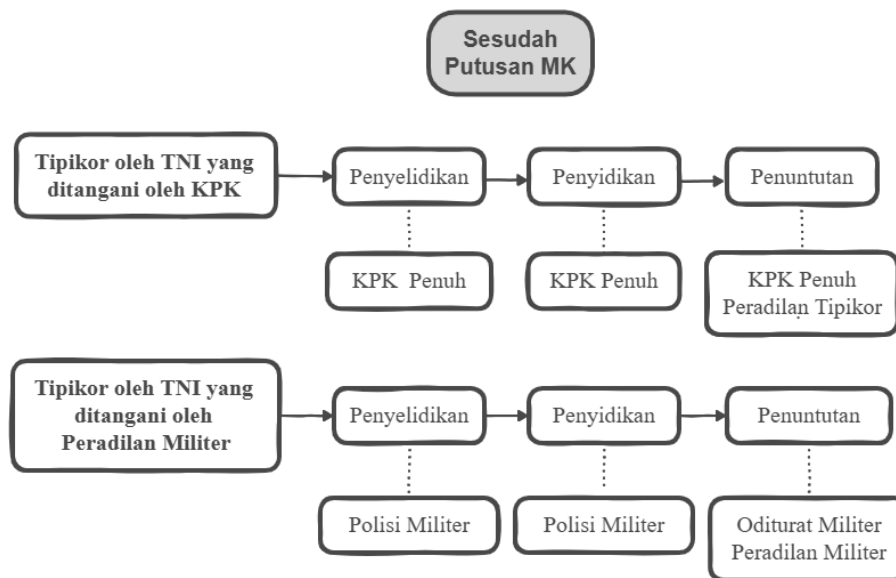 Sesudah
Putusan MK
Tipikor oleh TNI yang
ditangani oleh KPK
Penyelidikan
Penyidikan
Penuntutan
KPK Penuh
KPK Penuh
KPK Penuh
Peradilan Tipikor
Tipikor oleh TNI yang
ditangani oleh
Peradilan Militer
Penyelidikan
Penyidikan
Penuntutan
Polisi Militer
Polisi Militer
Oditurat Militer
Peradilan Militer